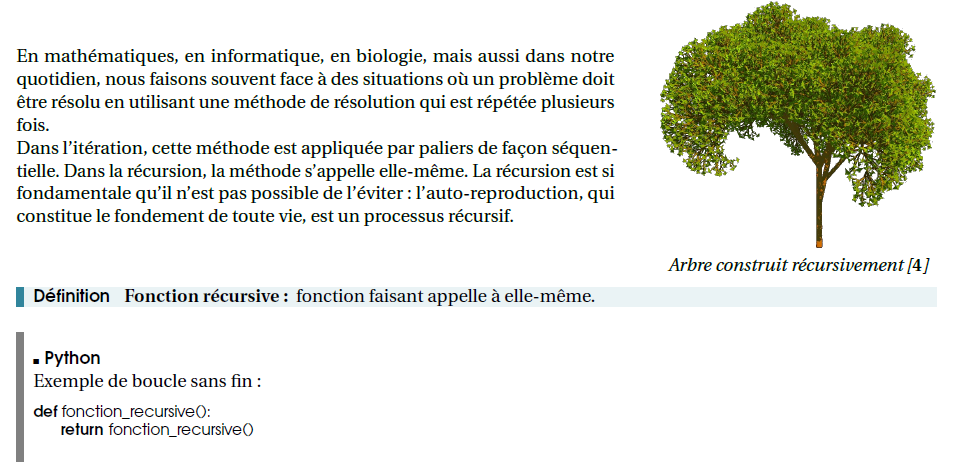 En mathématiques, en informatique, en biologie, mais aussi dans notre
quotidien, nous faisons souvent face à des situations où un problème doit
être résolu en utilisant une méthode de résolution qui est répétée plusieurs
fois.
Dans l’itération, cette méthode est appliquée par paliers de façon séquen-
tielle. Dans la récursion, la méthode s’appelle elle-même. La récursion est si
fondamentale qu’il n’est pas possible de l’éviter : l’auto-reproduction, qui
constitue le fondement de toute vie, est un processus récursif.
Arbre construit récursivement [4]
Définition Fonction récursive : fonction faisant appelle à elle-même.
▪ Python
Exemple de boucle sans fin :
def fonction_recursive():
return fonction_recursive()